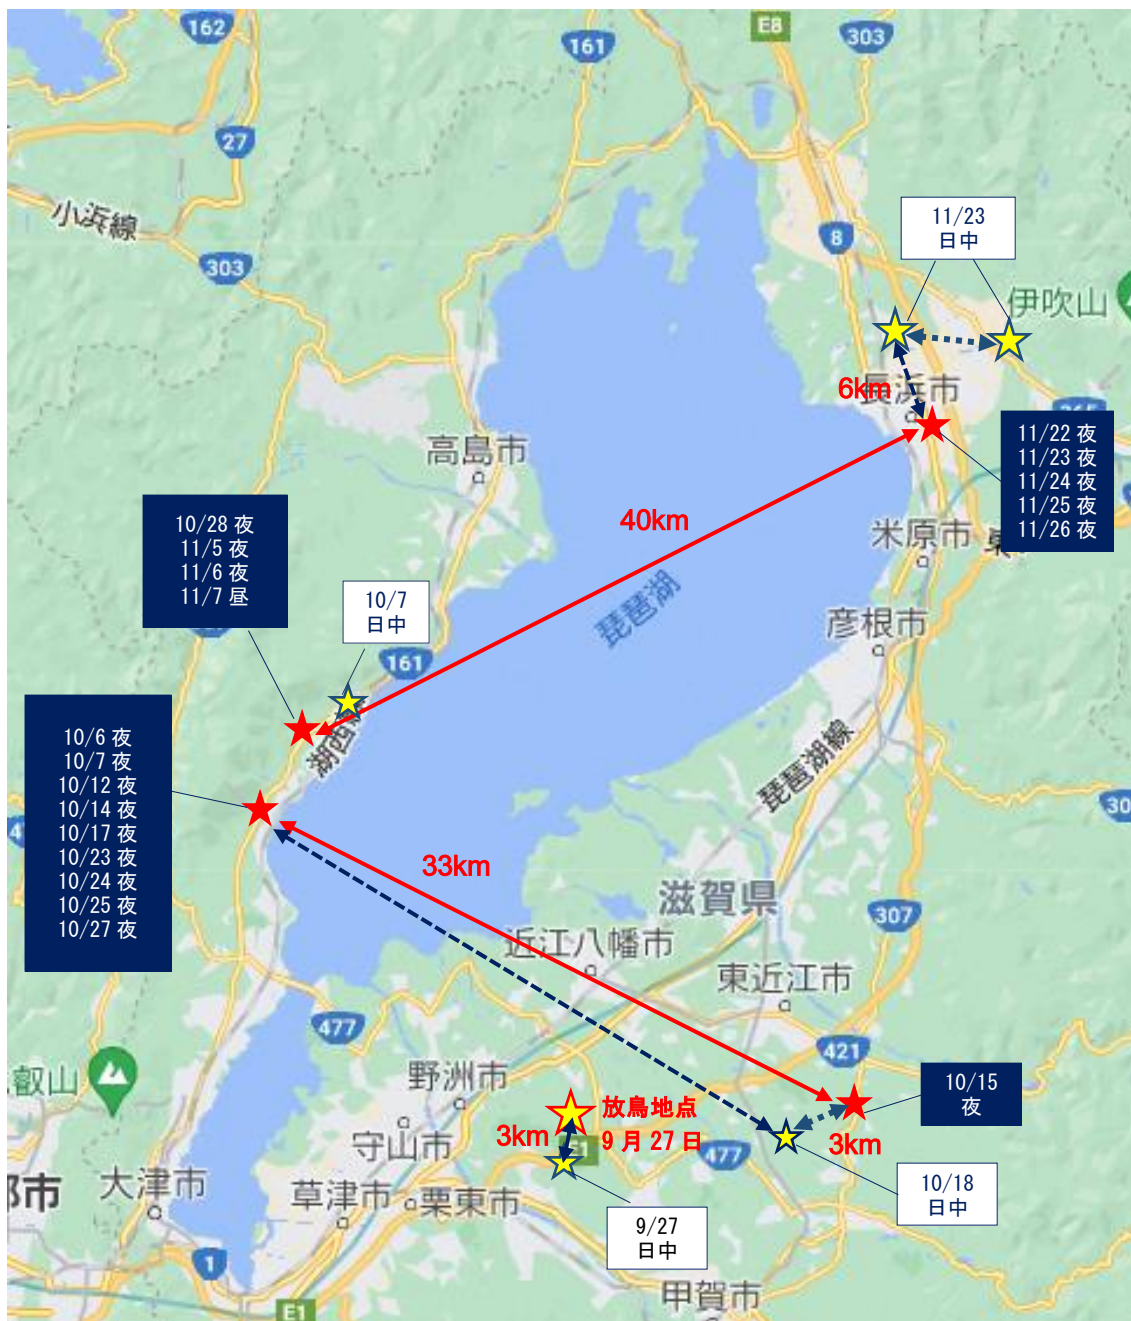 162
E8
303
161
27
小浜線
303
8
11/23
日中
伊吹山
長浜市
6km
365
11/22 夜
11/23 夜
11/24 夜
11/25 夜
11/26 夜
高島市
40km
米原市
10/28 夜
11/5 夜
11/6 夜
11/7 昼
10/7
日中
琵琶湖
彦根市
161
琵琶湖線
10/6 夜
10/7 夜
10/12 夜
10/14 夜
10/17 夜
10/23 夜
10/24 夜
10/25 夜
10/27 夜
33km
滋賀県
307
近江八幡市
東近江市
477
421
叡山
野洲市
10/15
夜
放鳥地点
9 月 27 日
3km
守山市
477
3km
都市
大津市
草津市
栗東市
10/18
日中
9/27
日中
1
甲賀市
E1